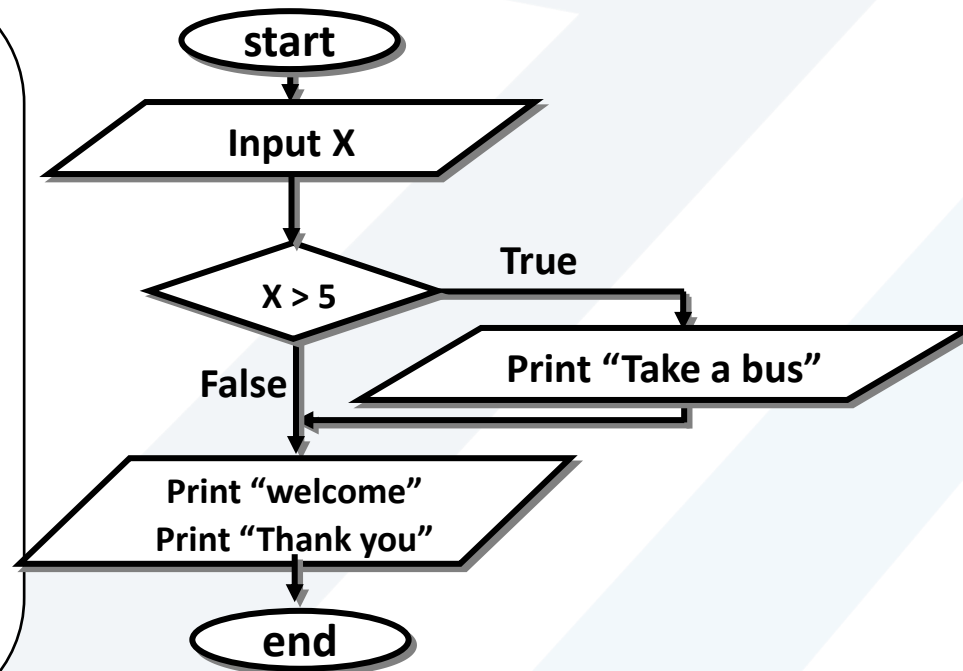 start
Input X
X > 5
True
False
Print “Take a bus”
Print “welcome”
Print “Thank you”
end